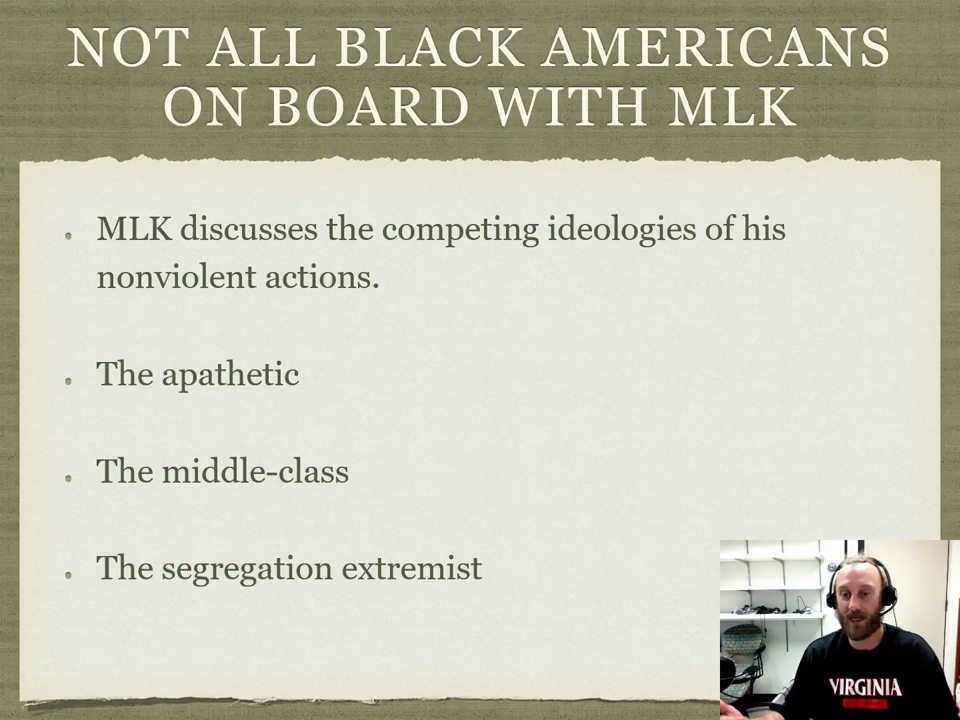 NOT ALL BLACK AMERICANS
ON BOARD WITH MLK
MLK discusses the competing ideologies of his
nonviolent actions.
The apathetic
The middle-class
The segregation extremist
VIRGINIA